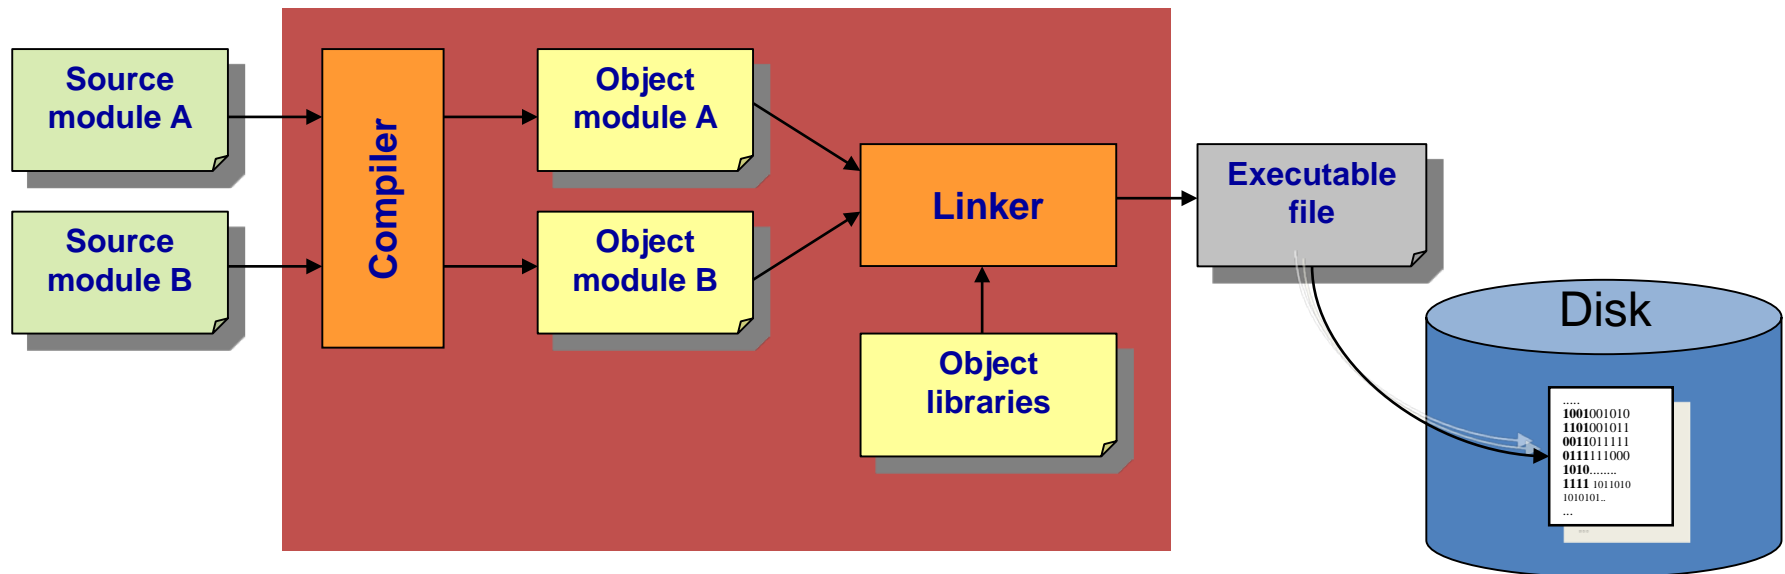 Source
module A
Source
module B
Compiler
Object
module A
Object
module B
Linker
Object
libraries
Executable
file
Disk
.....
1001001010
1101001011
0011011111
0111111000
1010........
1111 1011010
1010101..
...